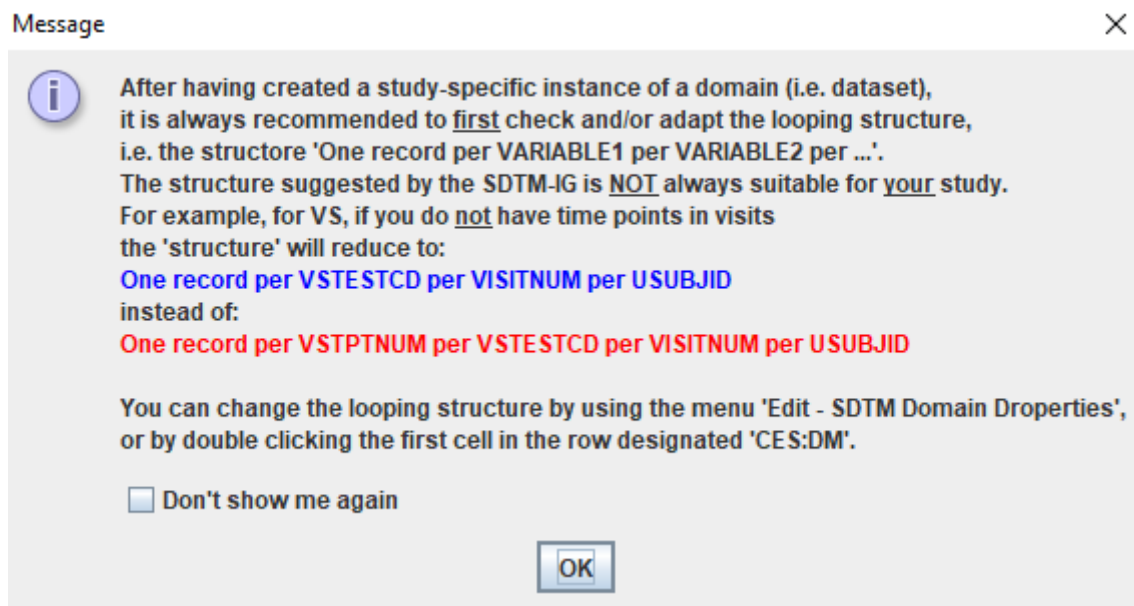 Message
After having created a study-specific instance of a domain (i.e. dataset),
it is always recommended to first check and/or adapt the looping structure,
i.e. the structore 'One record per VARIABLE1 per VARIABLE2 per ...'.
The structure suggested by the SDTM-IG is NOT always suitable for your study.
For example, for VS, if you do not have time points in visits
the 'structure' will reduce to:
One record per VSTESTCD per VISITNUM per USUBJID
instead of:
One record per VSTPTNUM per VSTESTCD per VISITNUM per USUBJID
You can change the looping structure by using the menu 'Edit - SDTM Domain Droperties',
or by double clicking the first cell in the row designated 'CES:DM'.
Don't show me again
OK